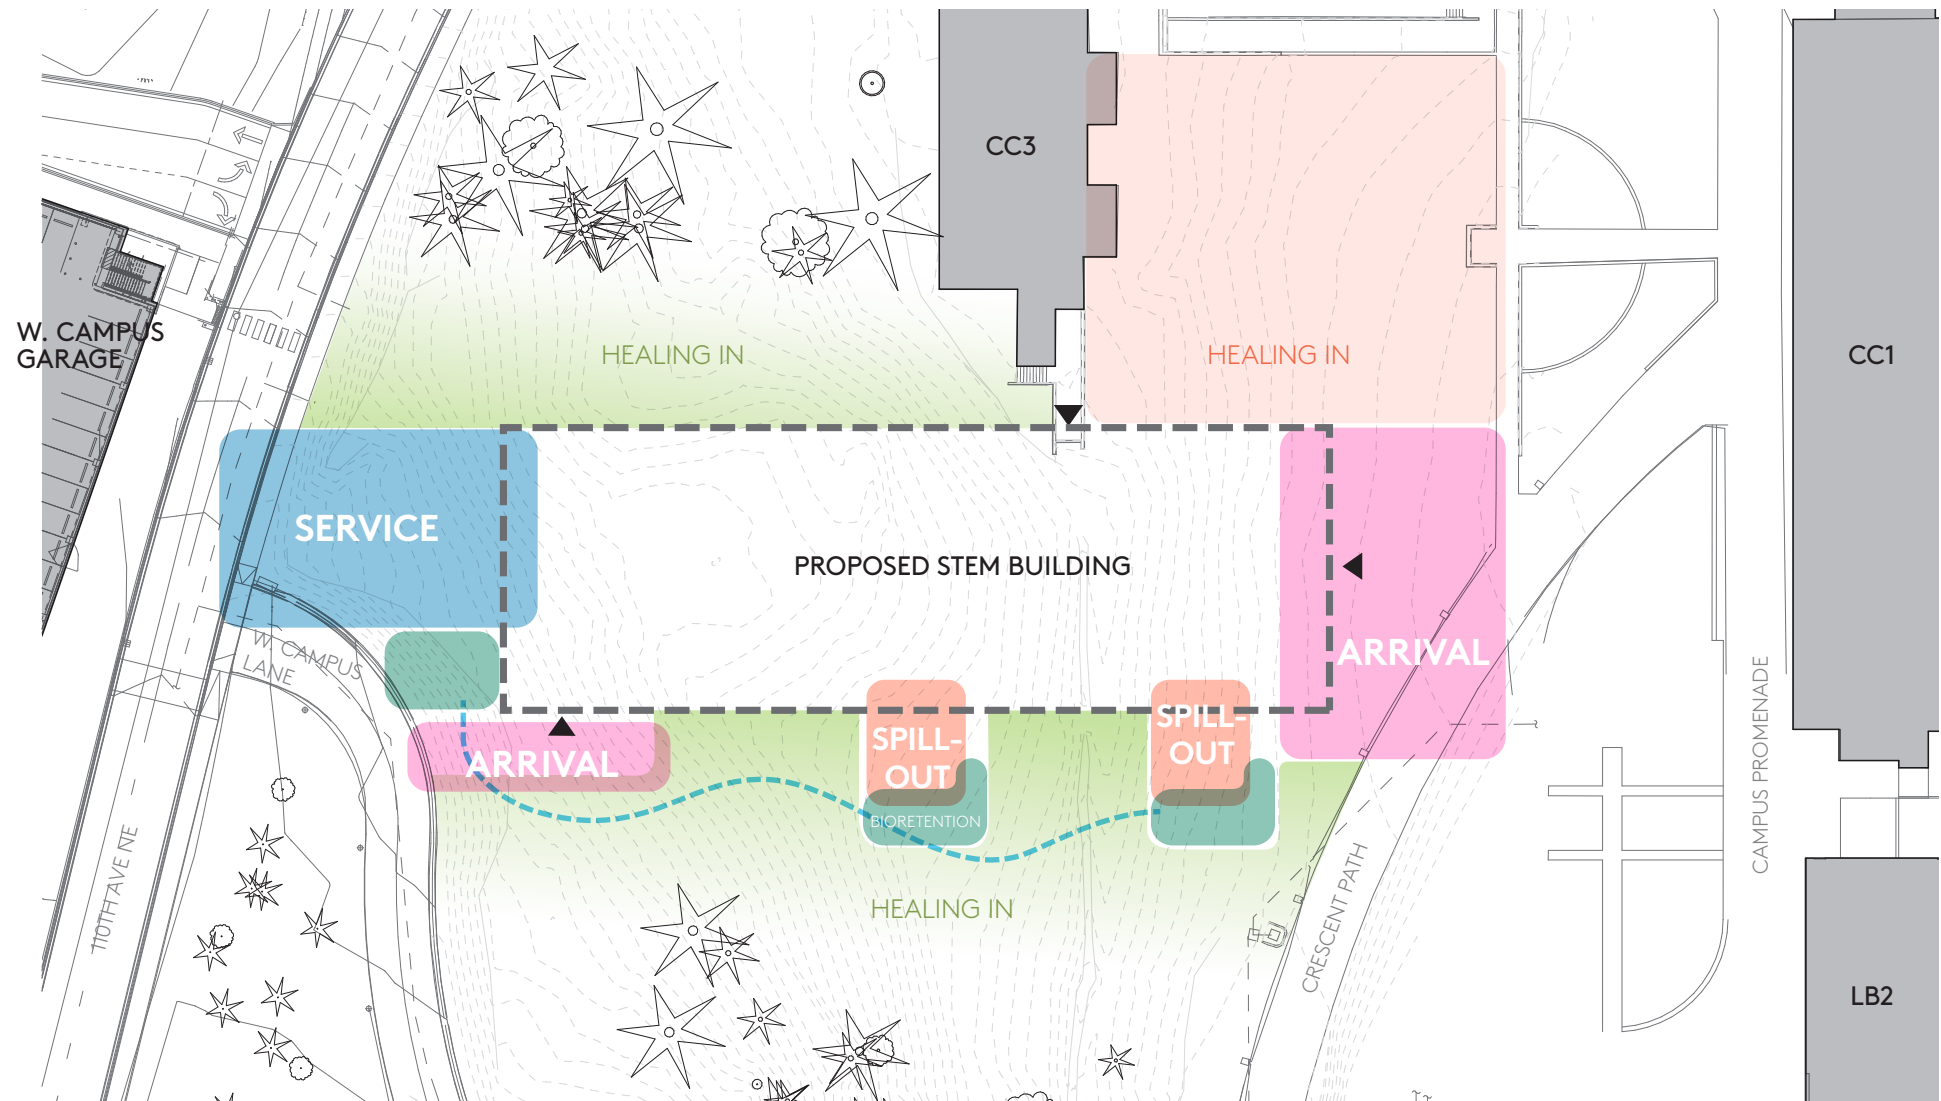 CC3
W. CAMPUS
GARAGE
HEALING IN
HEALING IN
CC1
SERVICE
PROPOSED STEM BUILDING
W. CAMPUS
LANE
ARRIVAL
SPILL-
OUT
SPILL-
OUT
ARRIVAL
BIORETENTION
CAMPUS PROMENADE
110TH AVE NE
HEALING IN
CRESCENT PATH
LB2